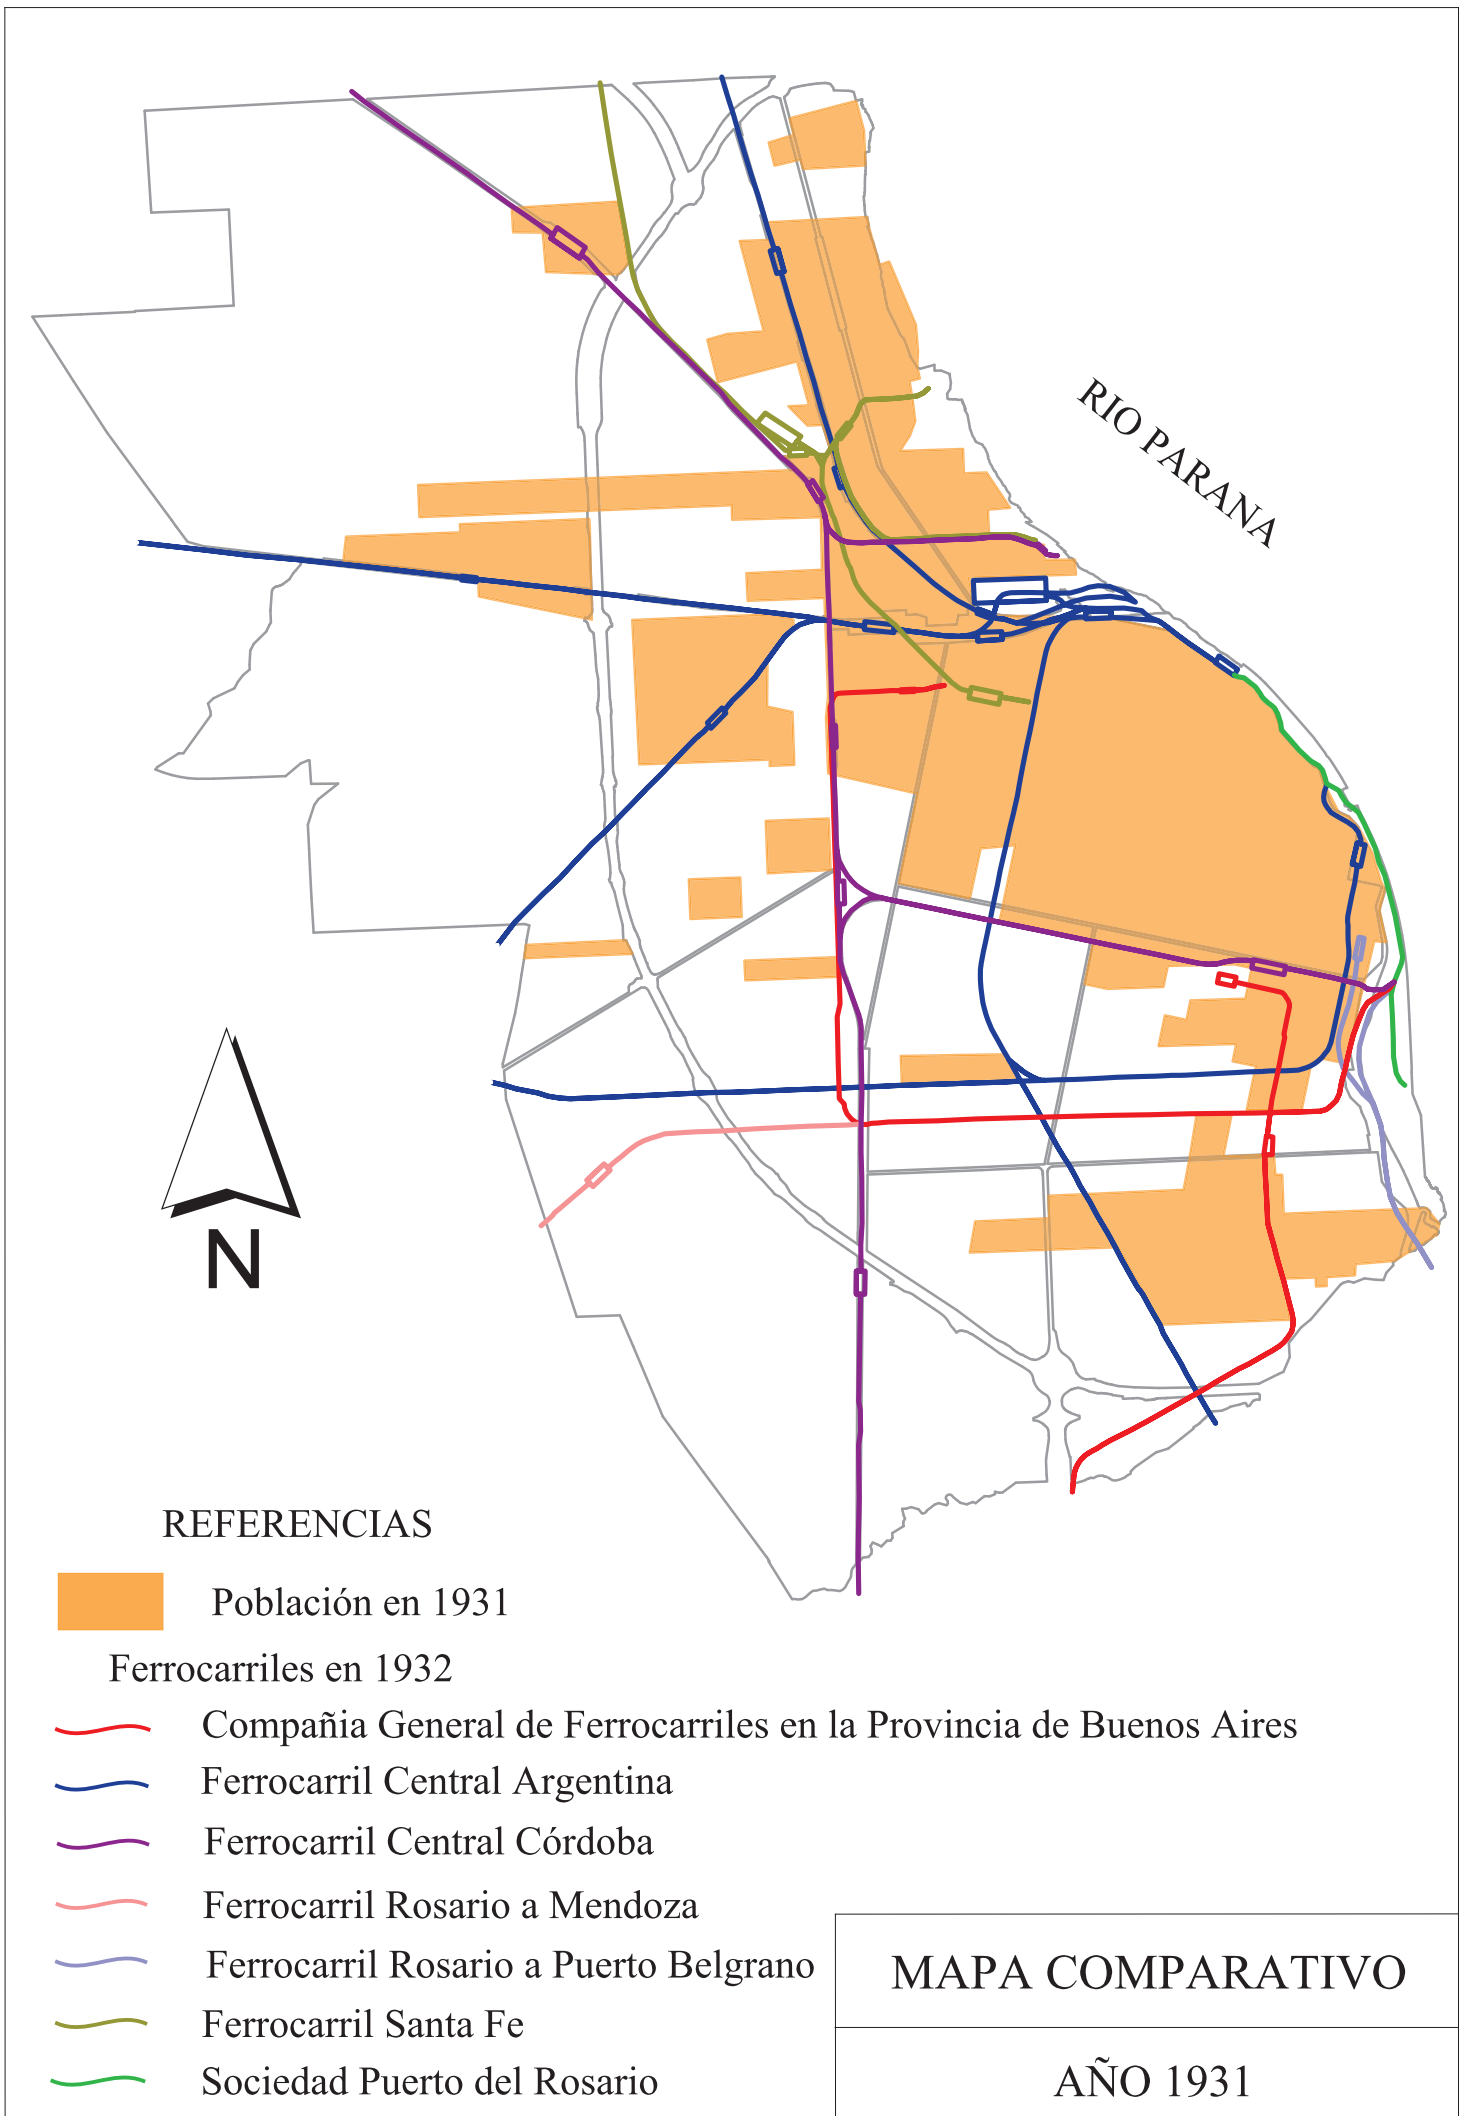 RIO PARANA
N
REFERENCIAS
Población en 1931
Ferrocarriles en 1932
Compañia General de Ferrocarriles en la Provincia de Buenos Aires
Ferrocarril Central Argentina
Ferrocarril Central Córdoba
Ferrocarril Rosario a Mendoza
Ferrocarril Rosario a Puerto Belgrano
Ferrocarril Santa Fe
Sociedad Puerto del Rosario
MAPA COMPARATIVO
AÑO 1931